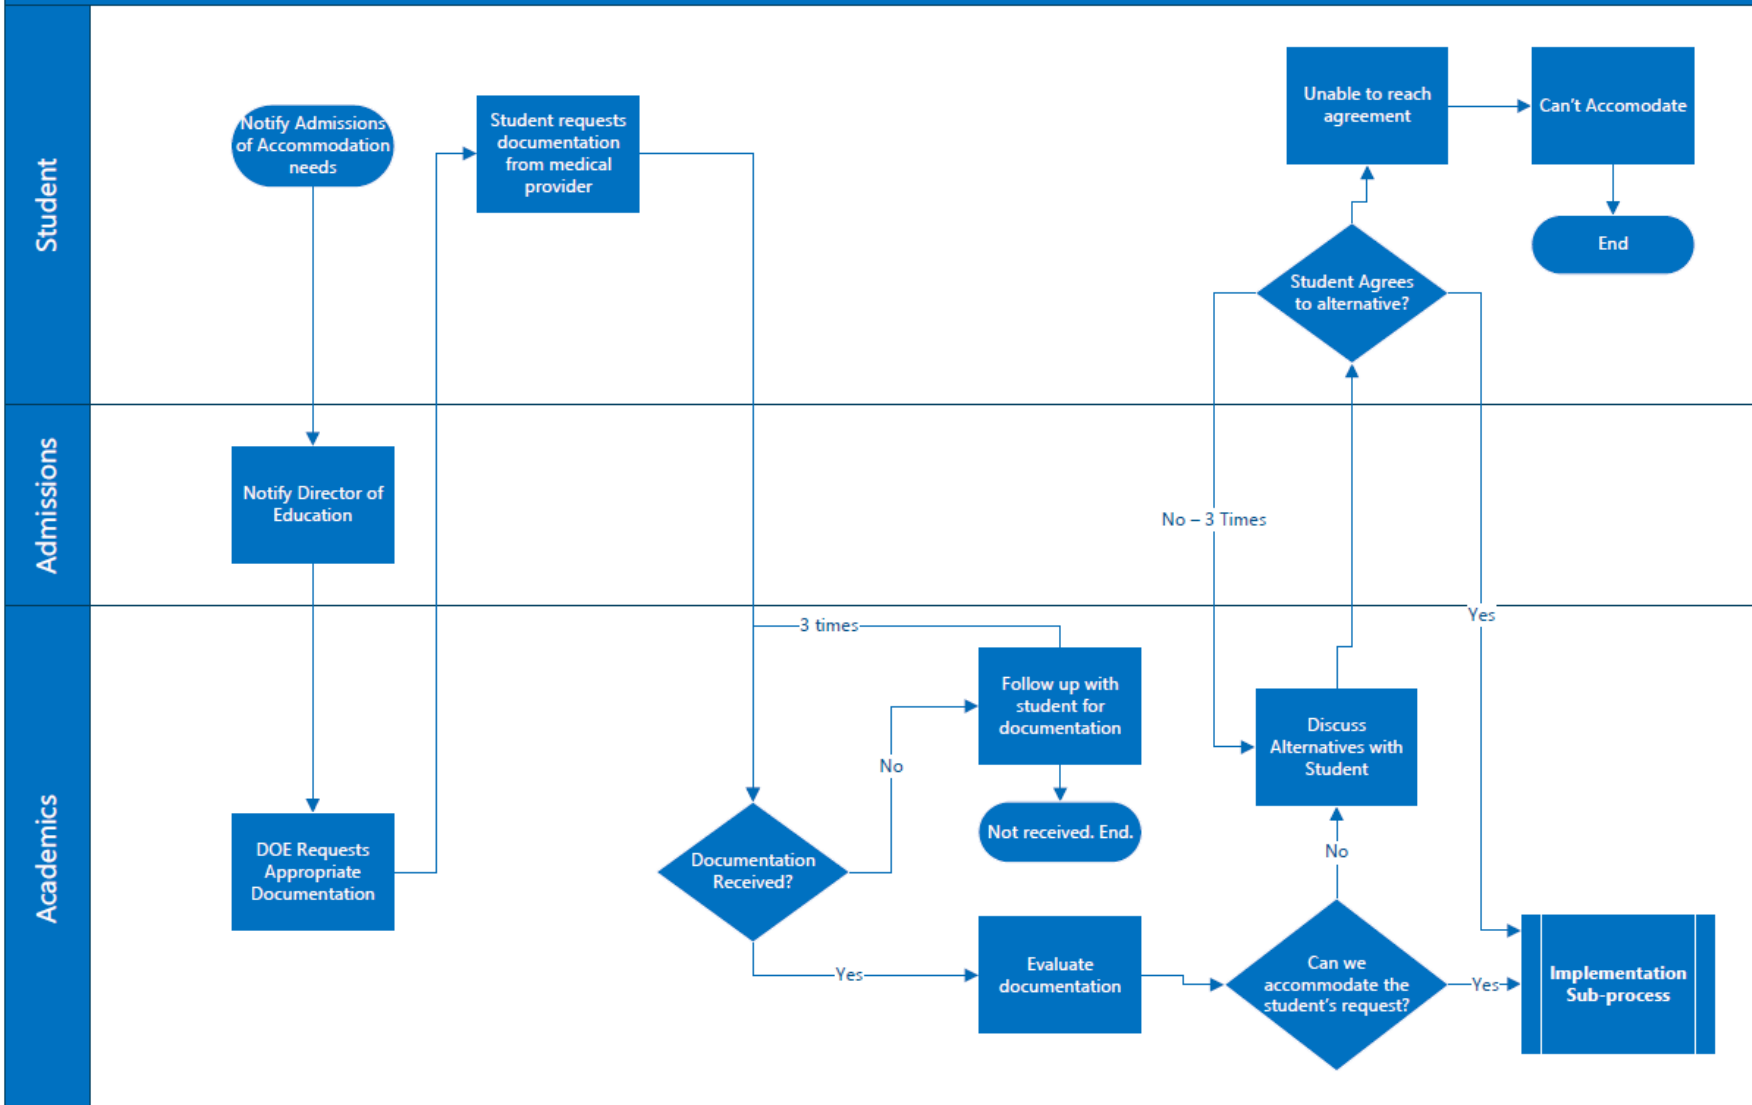 Student
Notify Admissions
of Accommodation
needs
Student requests
documentation
from medical
provider
Unable to reach
agreement
Can't Accomodate
End
Student Agrees
to alternative?
Admissions
Notify Director of
Education
No – 3 Times
Yes
Academics
3 times
Follow up with
student for
documentation
Discuss
Alternatives with
Student
No
Not received. End.
DOE Requests
Appropriate
Documentation
Documentation
Received?
No
Yes
Evaluate
documentation
Can we
accommodate the
student's request?
Yes
Implementation
Sub-process